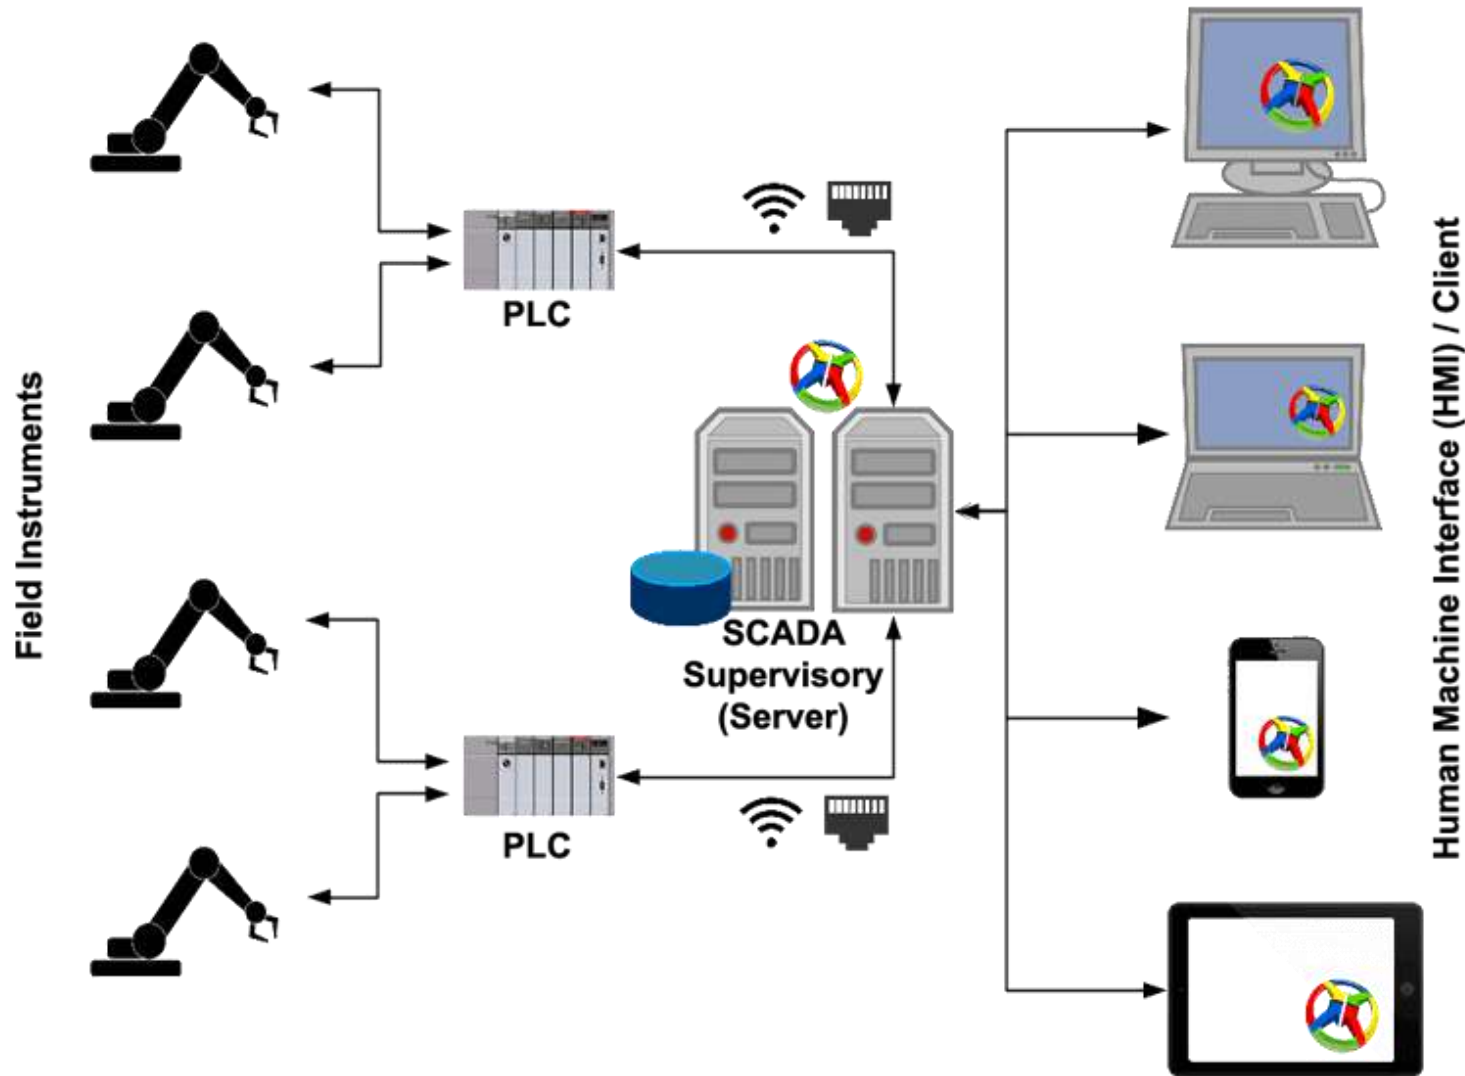 Field Instruments
PLC
PLC
SCADA
Supervisory
(Server)
Human Machine Interface (HMI) / Client